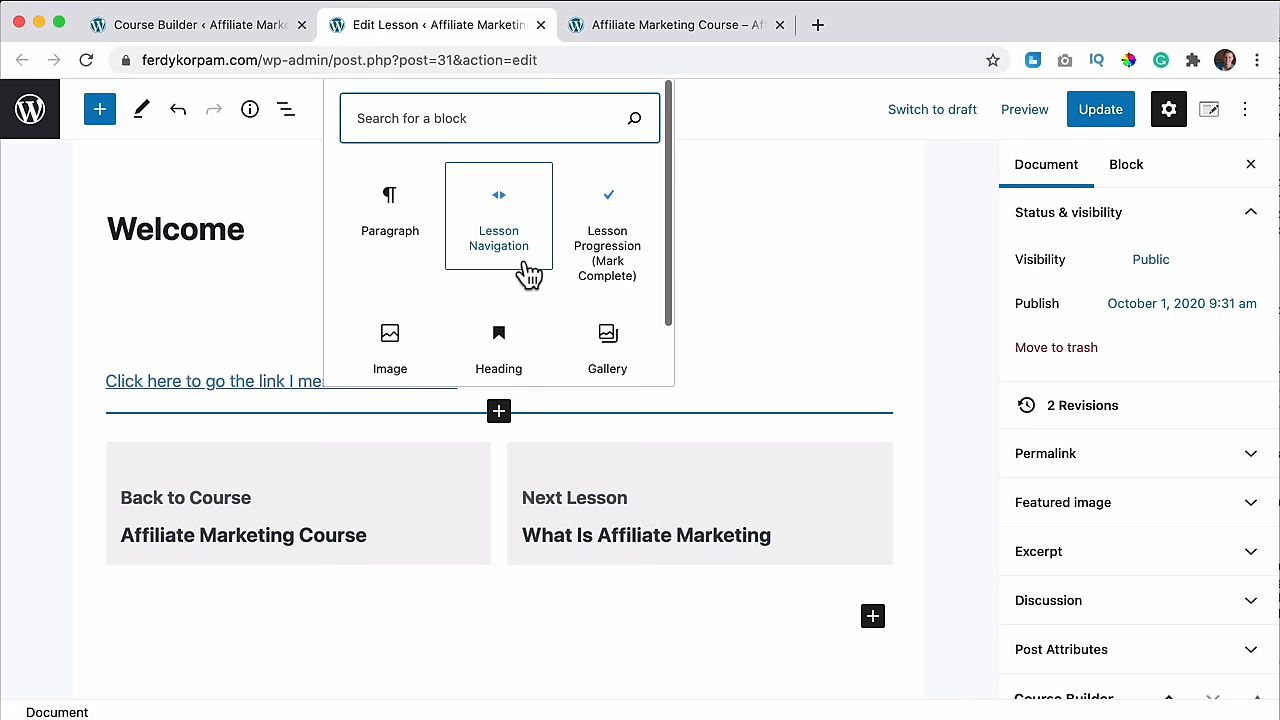 Course Builder ‹ Affiliate Mark
Edit Lesson ‹ Affiliate Marketin
Affiliate Marketing Course – Af
ferdykorpam.com/wp-admin/post.php?post=31&action=edit
IQ
Search for a block
Switch to draft
Preview
Update
Document
Block
Paragraph
Lesson
Navigation
Lesson
Progression
(Mark
Complete)
Status & visibility
Welcome
Visibility
Public
Publish
October 1, 2020 9:31 am
Move to trash
Image
Heading
Gallery
Click here to go the link I me
2 Revisions
Permalink
Back to Course
Affiliate Marketing Course
Next Lesson
What Is Affiliate Marketing
Featured image
Excerpt
Discussion
Post Attributes
Course Builder
Document